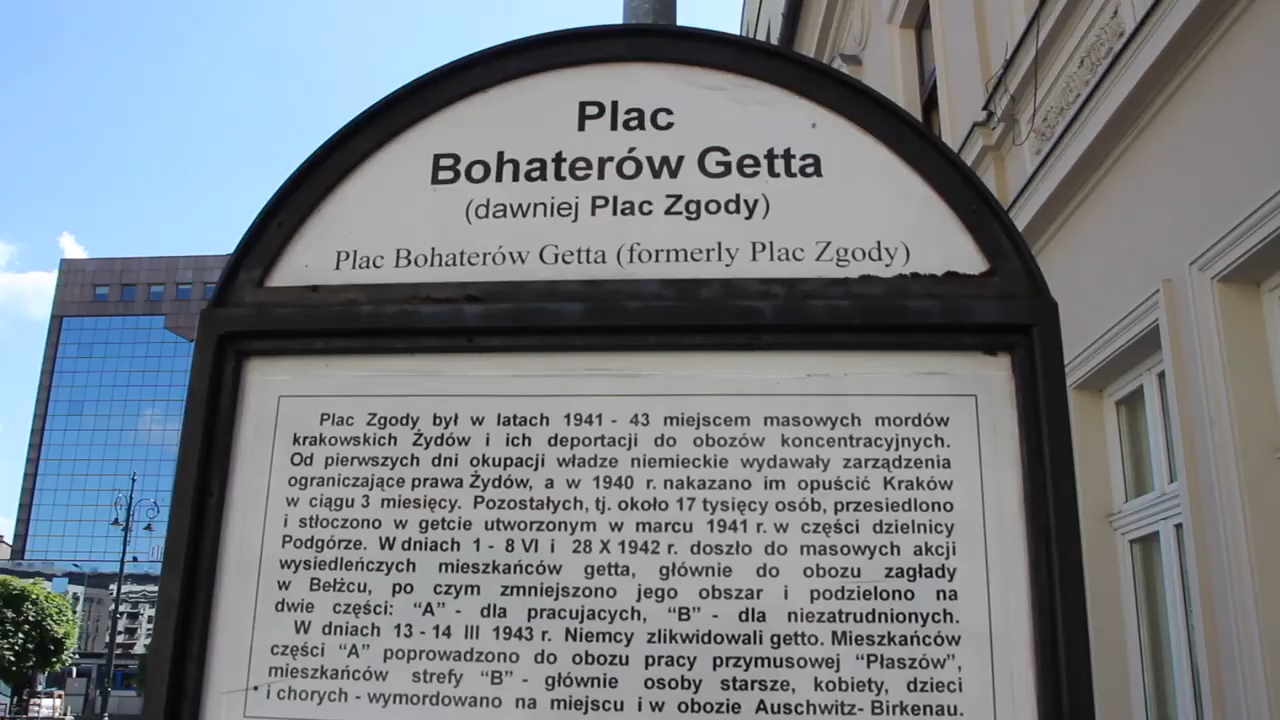 Plac
Bohaterów Getta
(dawniej Plac Zgody)
Plac Bohaterów Getta (formerly Plac Zgody)
Plac Zgody był w latach 1941 - 43 miejscem masowych mordów
krakowskich Żydów i ich deportacji do obozów koncentracyjnych.
Od pierwszych dni okupacji władze niemieckie wydawały zarządzenia
ograniczające prawa Żydów, a w 1940 r. nakazano im opuścić Kraków
w ciągu 3 miesięcy. Pozostałych, tj. około 17 tysięcy osób, przesiedlono
i stłoczono w getcie utworzonym w marcu 1941 r. w części dzielnicy
Podgórze. W dniach 1 - 8 VI i 28 X 1942 r. doszło do masowych akcji
wysiedleńczych mieszkańców getta, głównie do obozu zagłady
w Bełżcu, po czym zmniejszono jego obszar i podzielono na
dwie części: “A” - dla pracujacych, “B” - dla niezatrudnionych.
W dniach 13 - 14 III 1943 r. Niemcy zlikwidowali getto. Mieszkańców
części “A” poprowadzono do obozu pracy przymusowej “Płaszów”,
mieszkańców strefy “B” - głównie osoby starsze, kobiety, dzieci
i chorych - wymordowano na miejscu i w obozie Auschwitz- Birkenau.